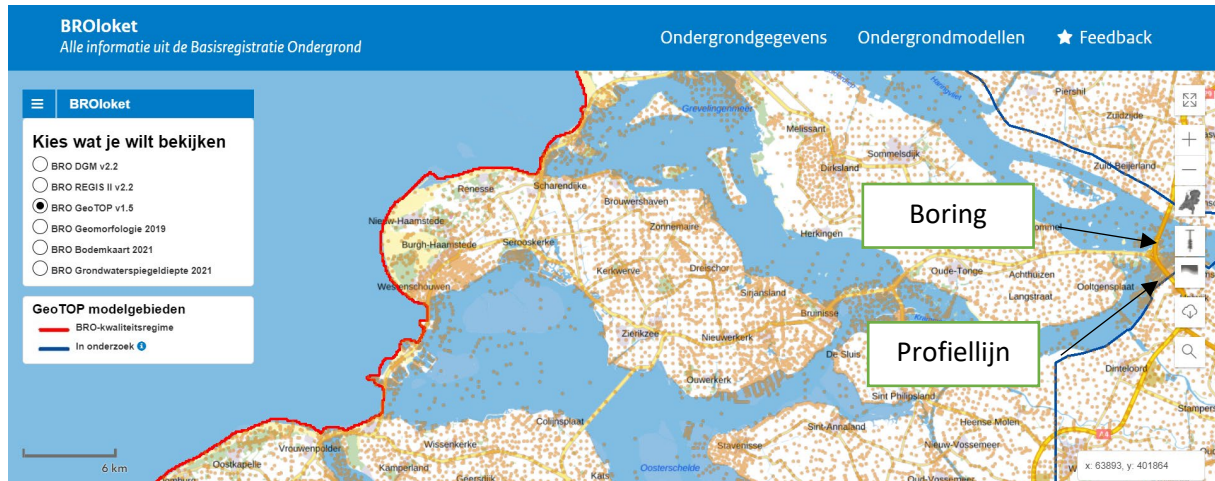 BROloket
Alle informatie uit de Basisregistratie Ondergrond
Ondergrondgegevens
Ondergrondmodellen
Feedback
BROloket
Kies wat je wilt bekijken
BRO DGM v2.2
BRO REGIS II v2.2
BRO GeoTOP v1.5
BRO Geomorfologie 2019
BRO Bodemkaart 2021
BRO Grondwaterspiegeldiepte 2021
GeoTOP modelgebieden
BRO-kwaliteitsregime
In onderzoek
6 km
Boring
Profiellijn
Grevelingenmeer
Melissant
Piershil
Zuidzijde
Dirksland
Sommelsdijk
Zuid-Beijerland
Renesse
Scharendijke
Brouwershaven
Nieuw-Haamstede
Zonnemaire
Herkingen
Burgh-Haamstede
Serooskerke
Kerkwerve
Dreischor
Oude-Tonge
Achthuizen
Ooltgensplaat
Langstraat
Westenschouwen
Sirjansland
Bruinisse
Zierikzee
Nieuwerkerk
De Sluis
Dinteloord
Ouwerkerk
Sint Philipsland
Colijnsplaat
Sint-Annaland
Heense Molen
Stavenisse
Nieuw-Vossemeer
Vrouwenpolder
Wissenkerke
Oostkapelle
Kamperland
Geersdijk
Kats
Oosterschelde
Oud-Vossemeer
x: 63893, y: 401864